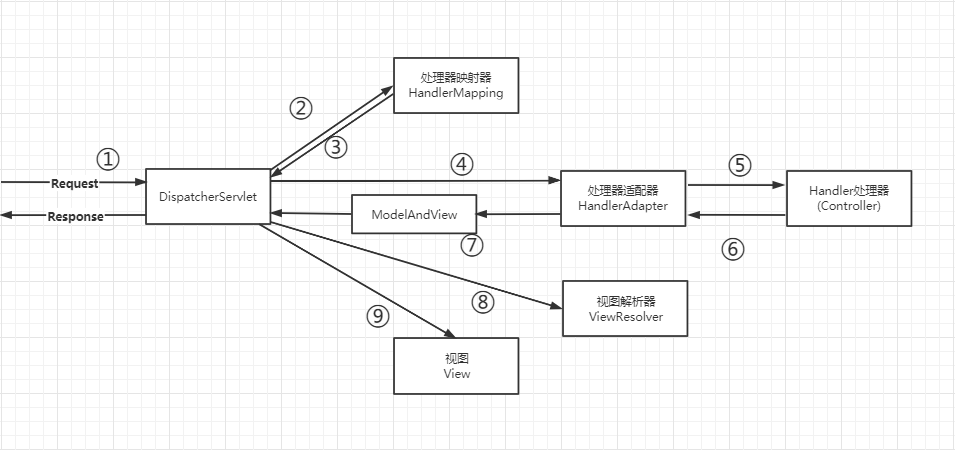 处理器映射器
HandlerMapping
②
③
①
④
⑤
Request
DispatcherServlet
Response
ModelAndView
处理器适配器
HandlerAdapter
Handler处理器
(Controller)
⑦
⑥
⑧
⑨
视图解析器
ViewResolver
视图
View